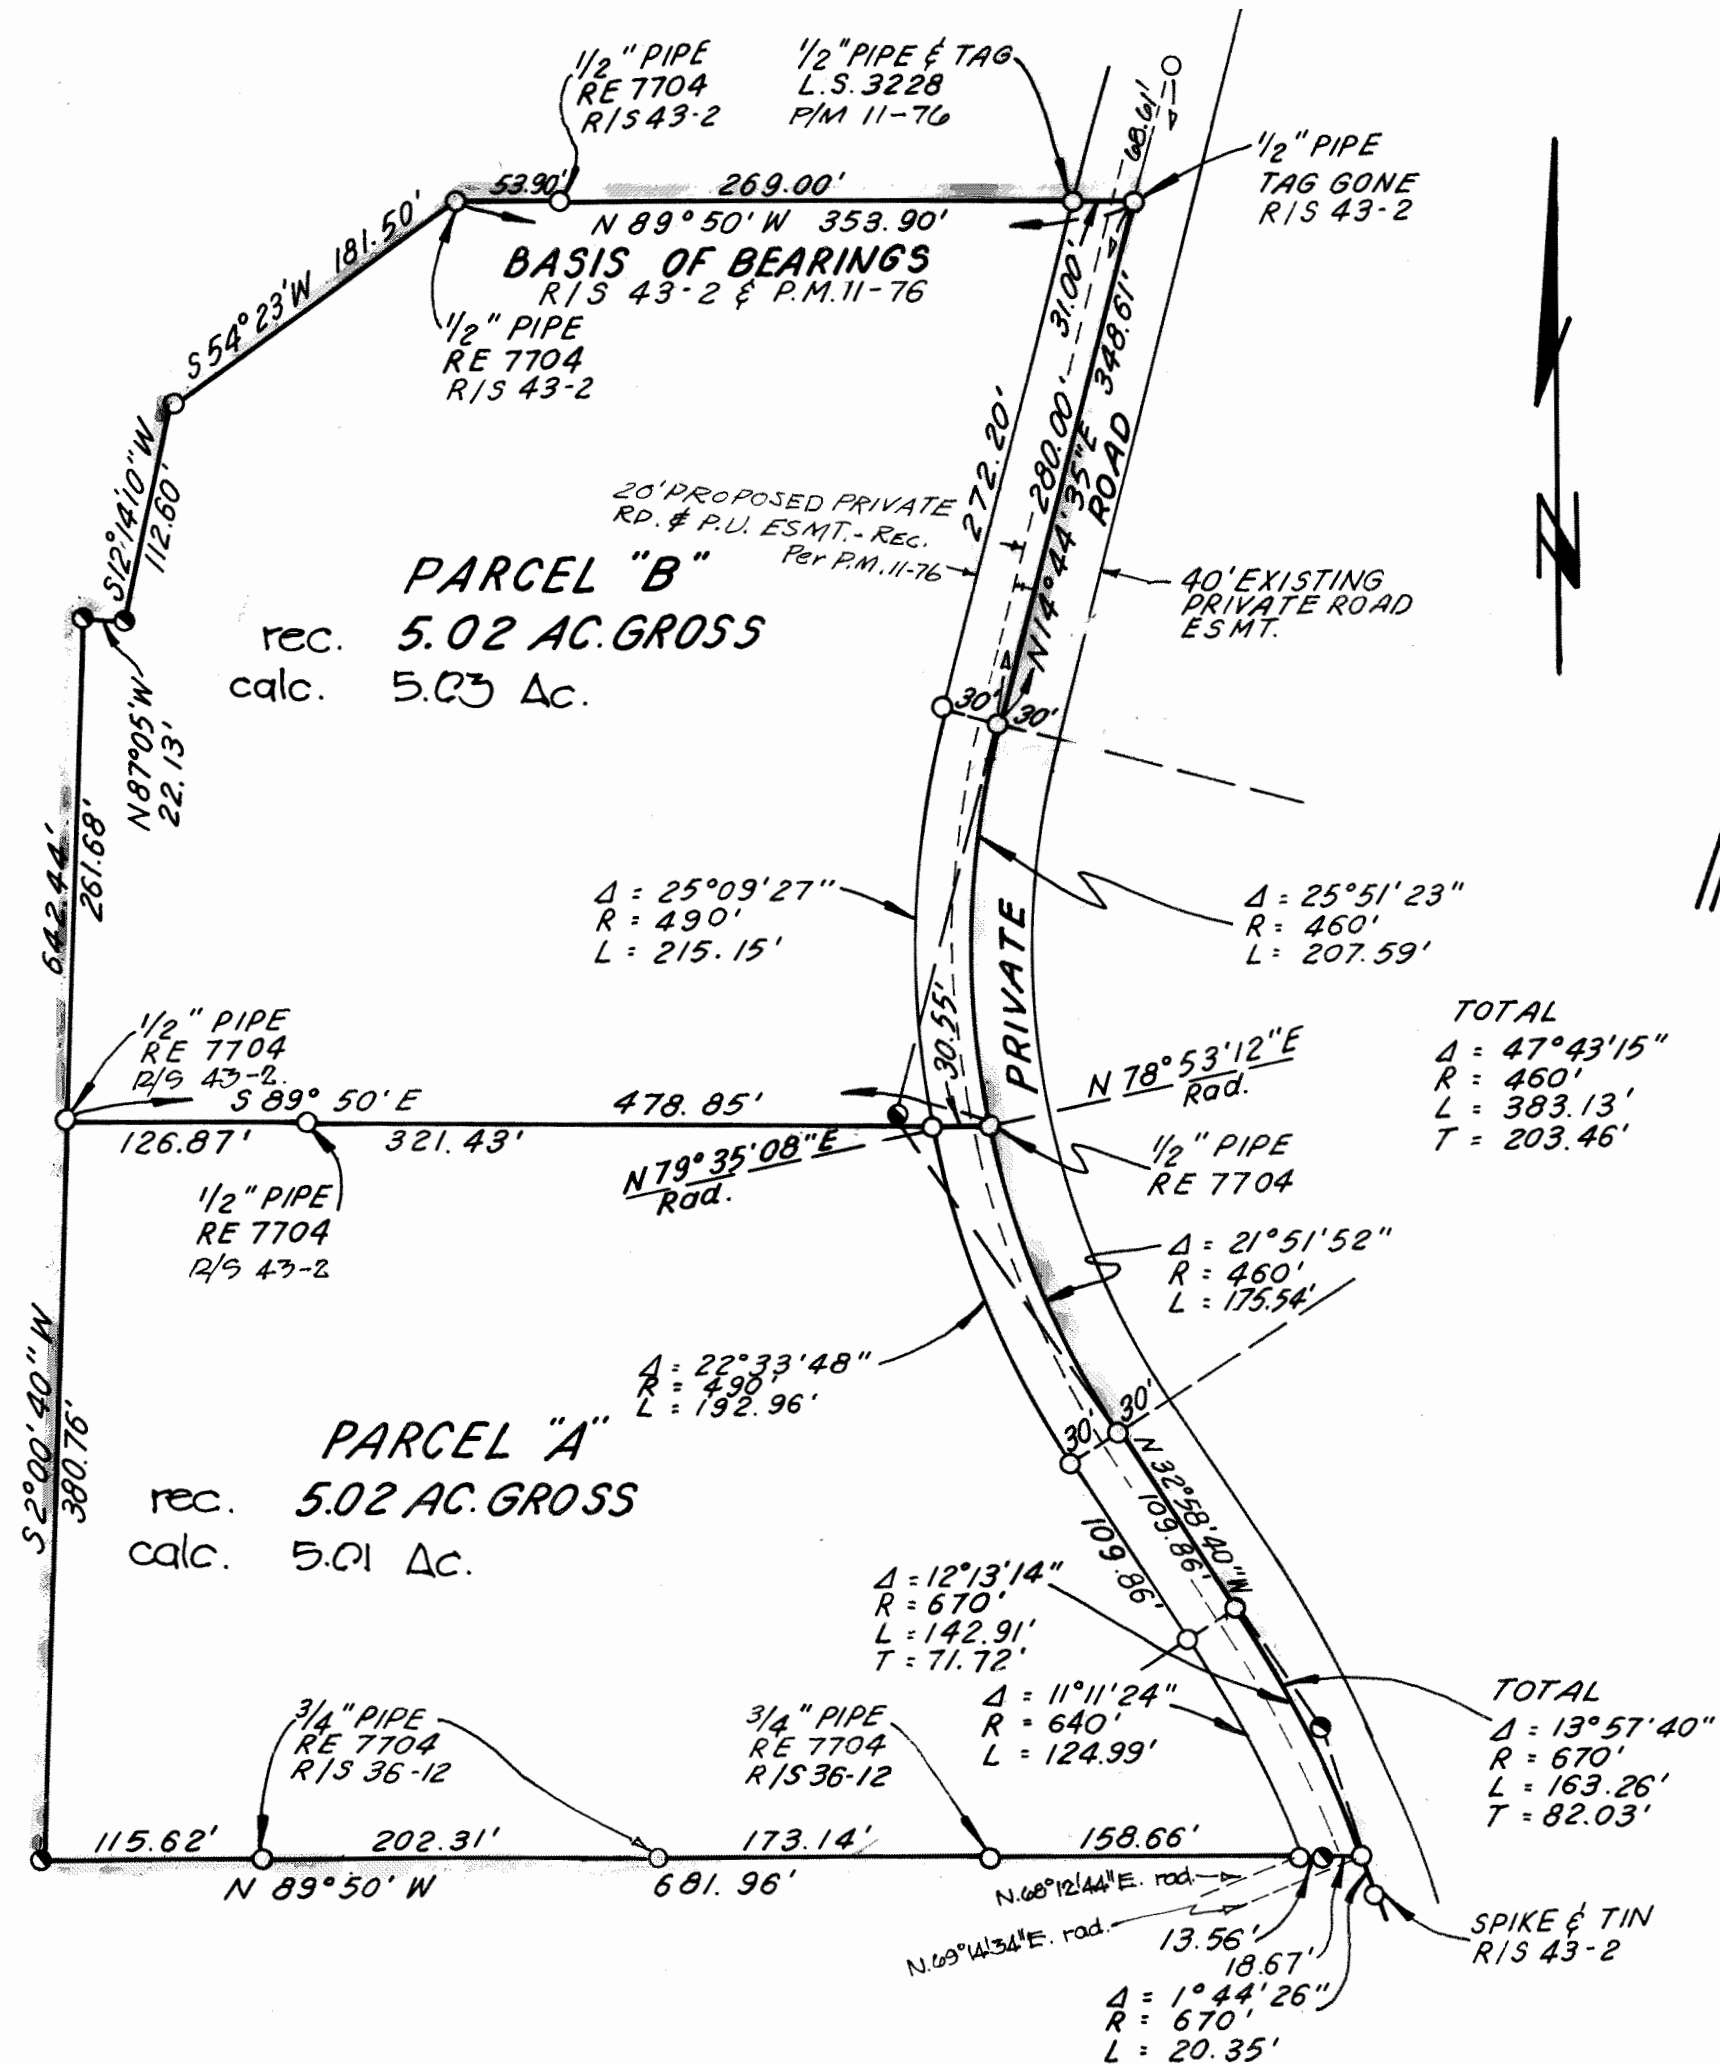 1/2" PIPE
RE 7704
R/S 43-2
1/2" PIPE & TAG
L.S. 3228
P/M 11-76
68.61'
1/2" PIPE
TAG GONE
R/S 43-2
53.90'
269.00'
N 89° 50' W 353.90'
BASIS OF BEARINGS
R/S 43-2 & P.M. 11-76
31.00'
S 54° 23' W 181.50'
1/2" PIPE
RE 7704
R/S 43-2
S12°14'10" W
112.60'
272.20'
280.00'
N14°44'35"E 348.61'
ROAD
20' PROPOSED PRIVATE
RD. & P.U. ESMT. - REC.
Per P.M. 11-76
40' EXISTING
PRIVATE ROAD
ESMT.
PARCEL "B"
rec. 5.02 AC. GROSS
calc. 5.03 Ac.
N 87°05' W
22.13'
30'
30'
642.44'
261.68'
Δ = 25°09'27"
R = 490'
L = 215.15'
Δ = 25°51'23"
R = 460'
L = 207.59'
PRIVATE
30.55'
TOTAL
Δ = 47°43'15"
R = 460'
L = 383.13'
T = 203.46'
1/2" PIPE
RE 7704
R/S 43-2.
S 89° 50' E 478.85'
126.87' 321.43'
N 78° 53' 12" E
Rad.
N 79° 35' 08" E
Rad.
1/2" PIPE
RE 7704
1/2" PIPE
RE 7704
R/S 43-2
Δ = 21°51'52"
R = 460'
L = 175.54'
Δ = 22°33'48"
R = 490'
L = 192.96'
30'
30'
S 2°00'40" W
380.76'
PARCEL "A"
rec. 5.02 AC. GROSS
calc. 5.01 Ac.
N 32°58'40"W
109.86'
109.86'
Δ = 12°13'14"
R = 670'
L = 142.91'
T = 71.72'
Δ = 11°11'24"
R = 640'
L = 124.99'
TOTAL
Δ = 13°57'40"
R = 670'
L = 163.26'
T = 82.03'
3/4" PIPE
RE 7704
R/S 36-12
3/4" PIPE
RE 7704
R/S 36-12
115.62' 202.31' 173.14' 158.66'
N 89° 50' W 681.96'
N. 68°12'44" E. rad.
N. 69°14'34" E. rad.
13.56'
18.67'
SPIKE & TIN
R/S 43-2
Δ = 1°44'26"
R = 670'
L = 20.35'
N